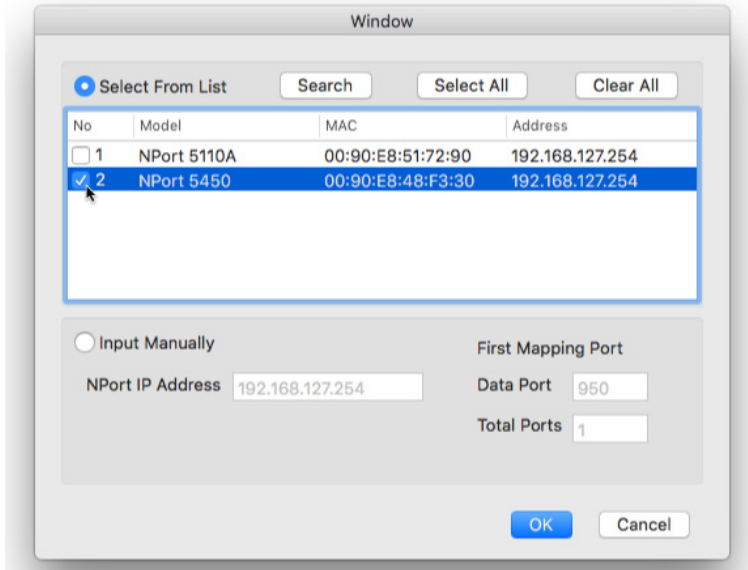 Window
Select From List Search Select All Clear All
No Model MAC Address
1 NPort 5110A 00:90:E8:51:72:90 192.168.127.254
2 NPort 5450 00:90:E8:48:F3:30 192.168.127.254
Input Manually
First Mapping Port
NPort IP Address 192.168.127.254 Data Port 950
Total Ports 1
OK Cancel